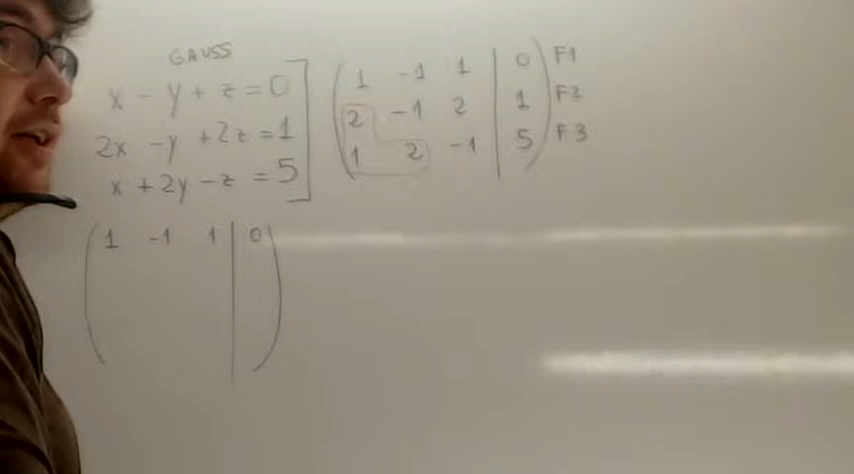 GAUSS
x - y + z = 0
2x - y + 2z = 1
x + 2y - z = 5
1 -1 1 | 0 F1
2 -1 2 | 1 F2
1 2 -1 | 5 F3
1 -1 1 | 0